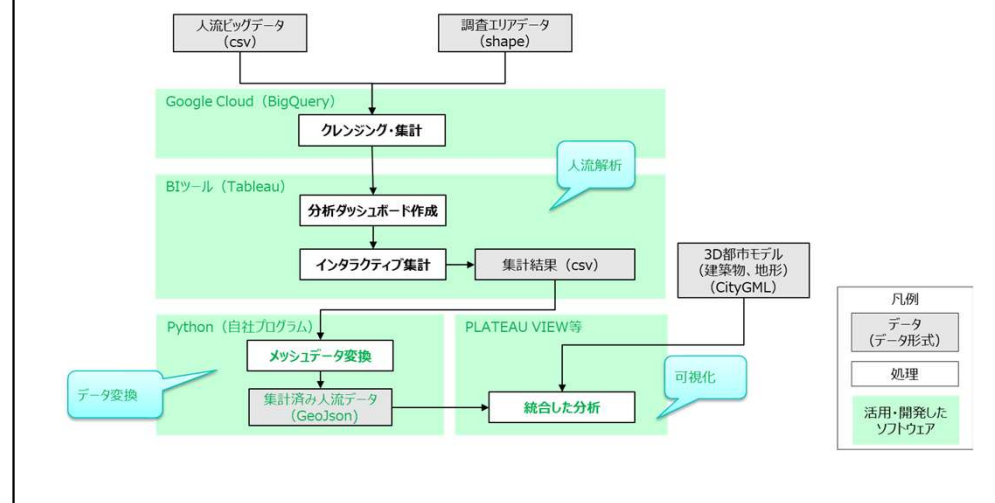 人流ビッグデータ
（csv）
調査エリアデータ
（shape）
Google Cloud（BigQuery）
クレンジング・集計
人流解析
BIツール（Tableau）
分析ダッシュボード作成
インタラクティブ集計
集計結果（csv）
3D都市モデル
（建築物、地形）
（CityGML）
凡例
データ
（データ形式）
処理
活用・開発した
ソフトウェア
Python（自社プログラム）
メッシュデータ変換
データ変換
集計済み人流データ
（GeoJson）
PLATEAU VIEW等
可視化
統合した分析